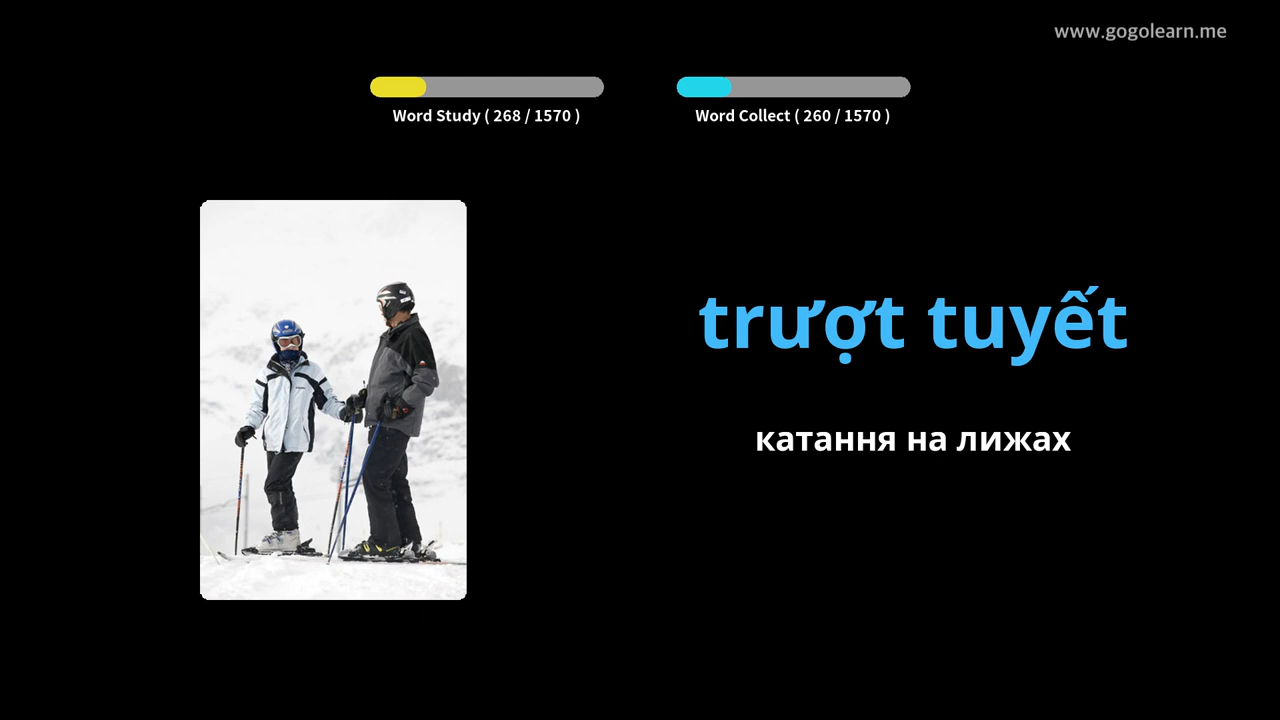 www.gogolearn.me
Word Study ( 268 / 1570 )
Word Collect ( 260 / 1570 )
trượt tuyết
катання на лижах